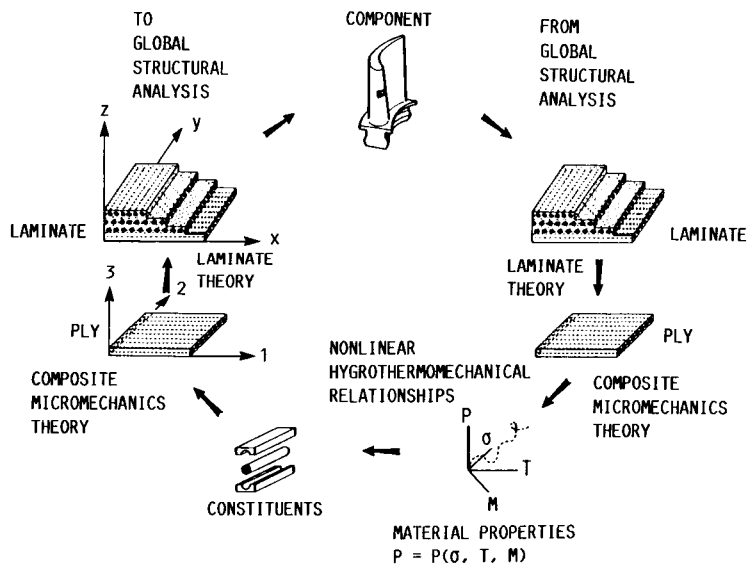 TO
GLOBAL
STRUCTURAL
ANALYSIS
COMPONENT
FROM
GLOBAL
STRUCTURAL
ANALYSIS
z
y
x
LAMINATE
LAMINATE
THEORY
LAMINATE
LAMINATE
THEORY
3
2
1
PLY
PLY
COMPOSITE
MICROMECHANICS
THEORY
NONLINEAR
HYGROTHERMOMECHANICAL
RELATIONSHIPS
COMPOSITE
MICROMECHANICS
THEORY
P
σ
T
M
CONSTITUENTS
MATERIAL PROPERTIES
P = P(σ, T, M)